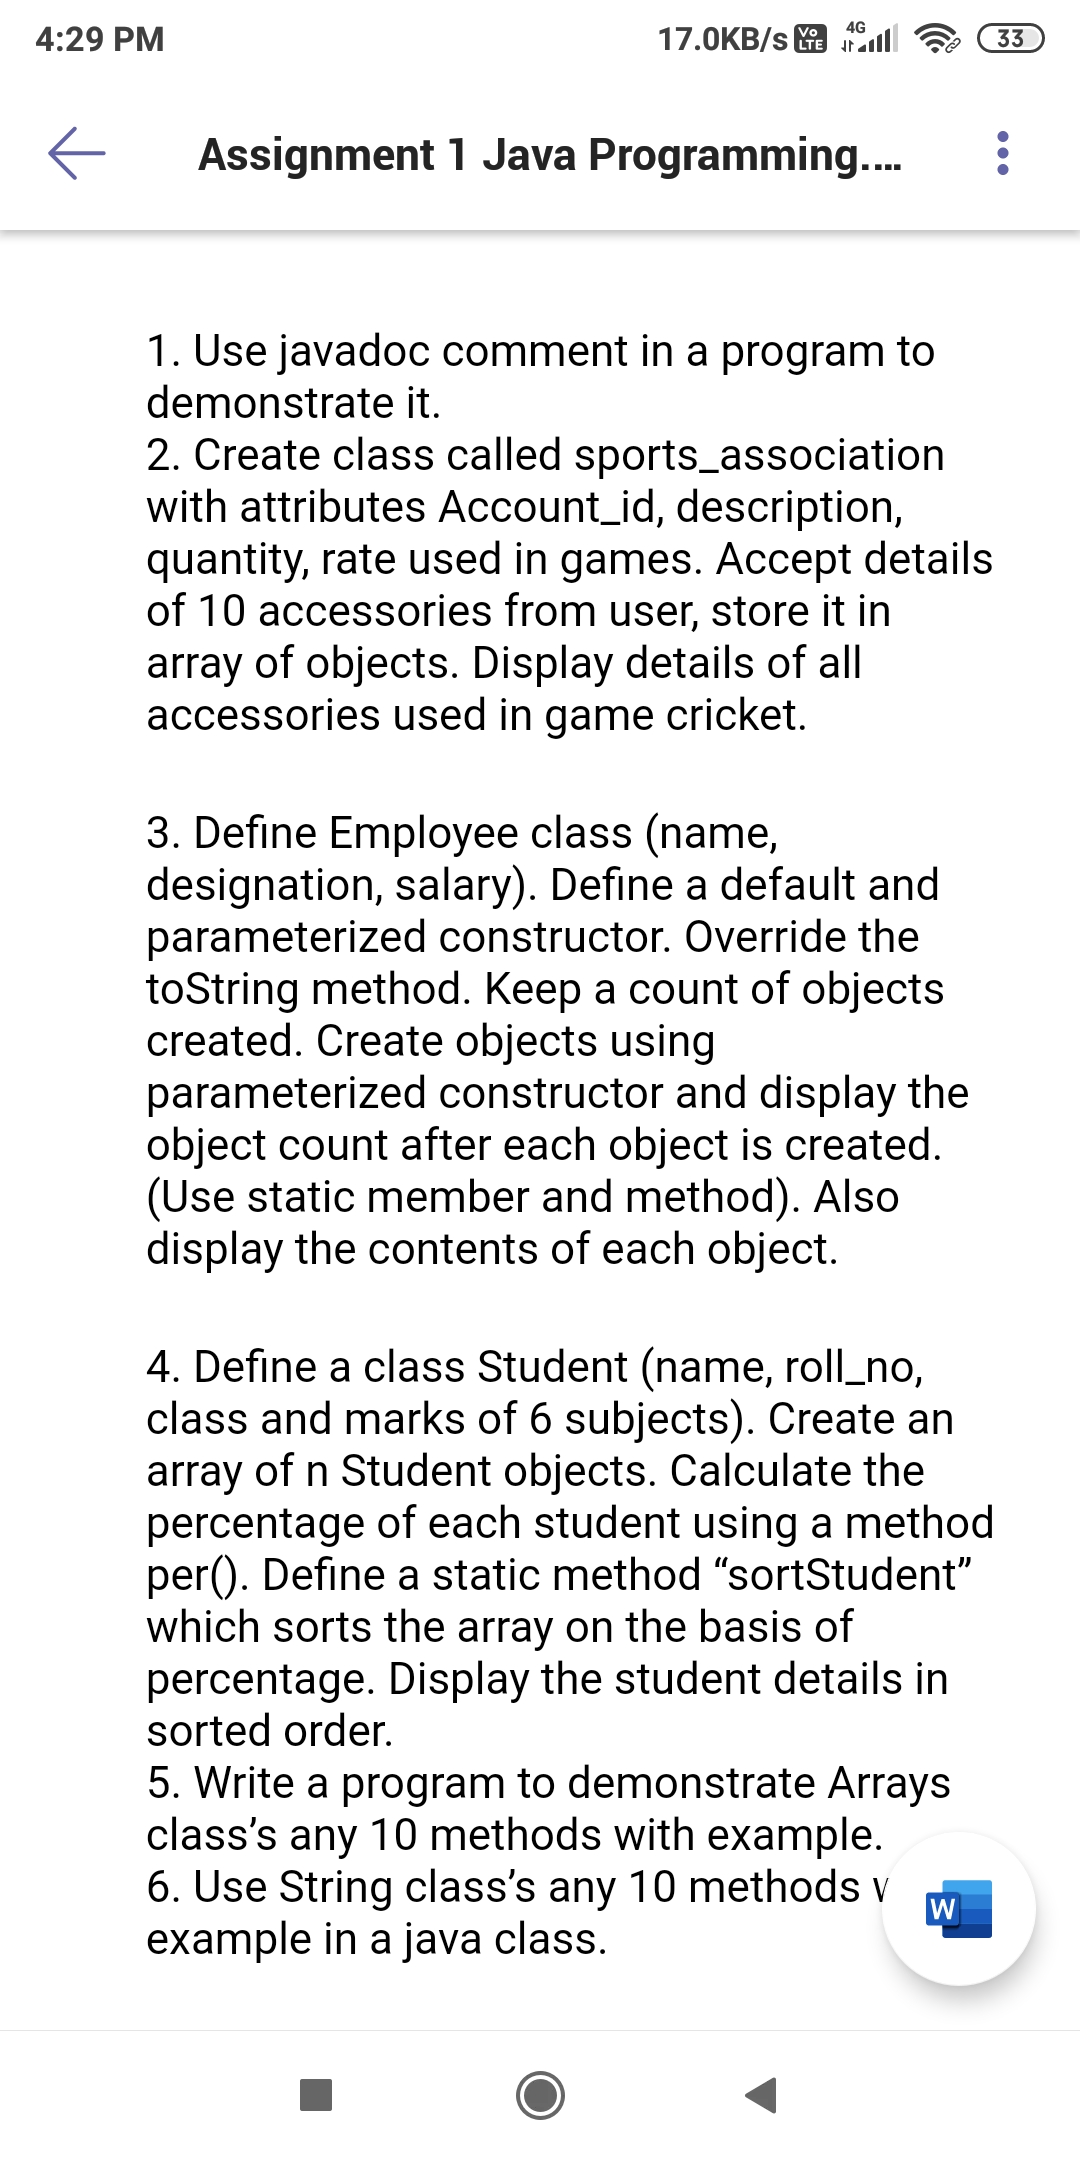 4:29 PM
17.0KB/s Vo LTE 4G 33
Assignment 1 Java Programming....
1. Use javadoc comment in a program to
demonstrate it.
2. Create class called sports_association
with attributes Account_id, description,
quantity, rate used in games. Accept details
of 10 accessories from user, store it in
array of objects. Display details of all
accessories used in game cricket.
3. Define Employee class (name,
designation, salary). Define a default and
parameterized constructor. Override the
toString method. Keep a count of objects
created. Create objects using
parameterized constructor and display the
object count after each object is created.
(Use static member and method). Also
display the contents of each object.
4. Define a class Student (name, roll_no,
class and marks of 6 subjects). Create an
array of n Student objects. Calculate the
percentage of each student using a method
per(). Define a static method “sortStudent”
which sorts the array on the basis of
percentage. Display the student details in
sorted order.
5. Write a program to demonstrate Arrays
class’s any 10 methods with example.
6. Use String class’s any 10 methods
example in a java class.
W